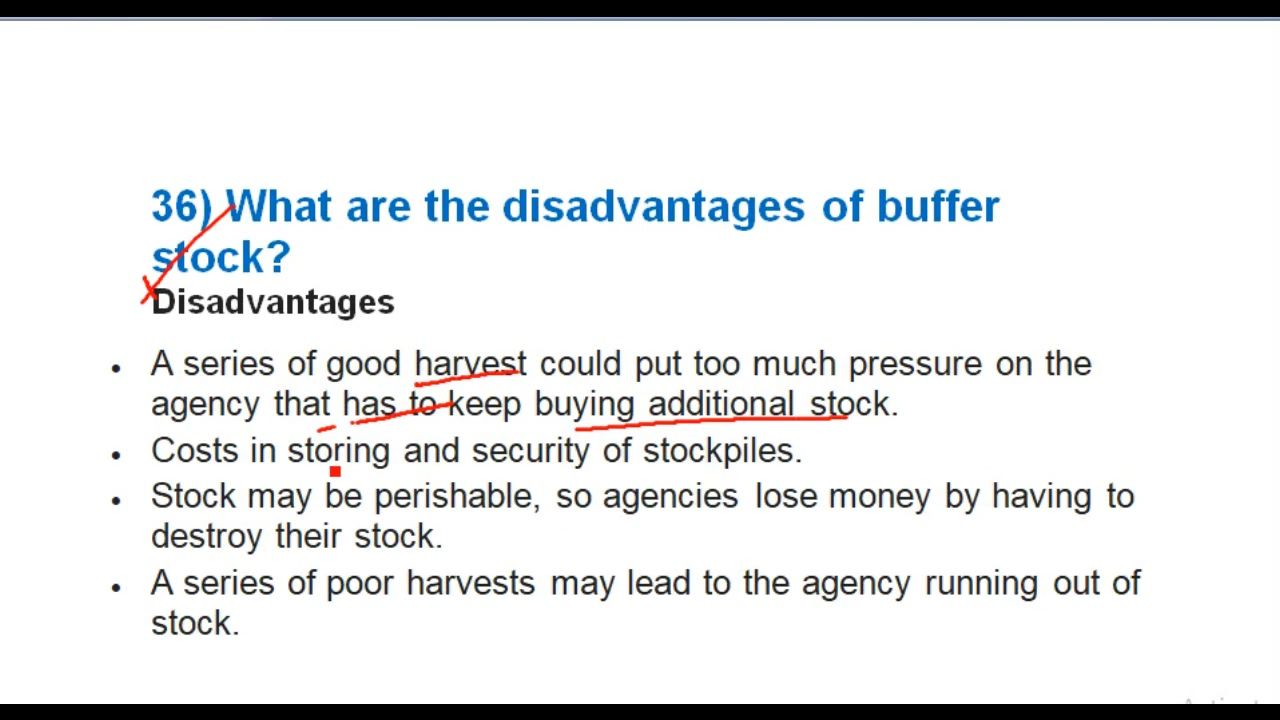 36) What are the disadvantages of buffer
stock?
Disadvantages
• A series of good harvest could put too much pressure on the
agency that has to keep buying additional stock.
• Costs in storing and security of stockpiles.
• Stock may be perishable, so agencies lose money by having to
destroy their stock.
• A series of poor harvests may lead to the agency running out of
stock.